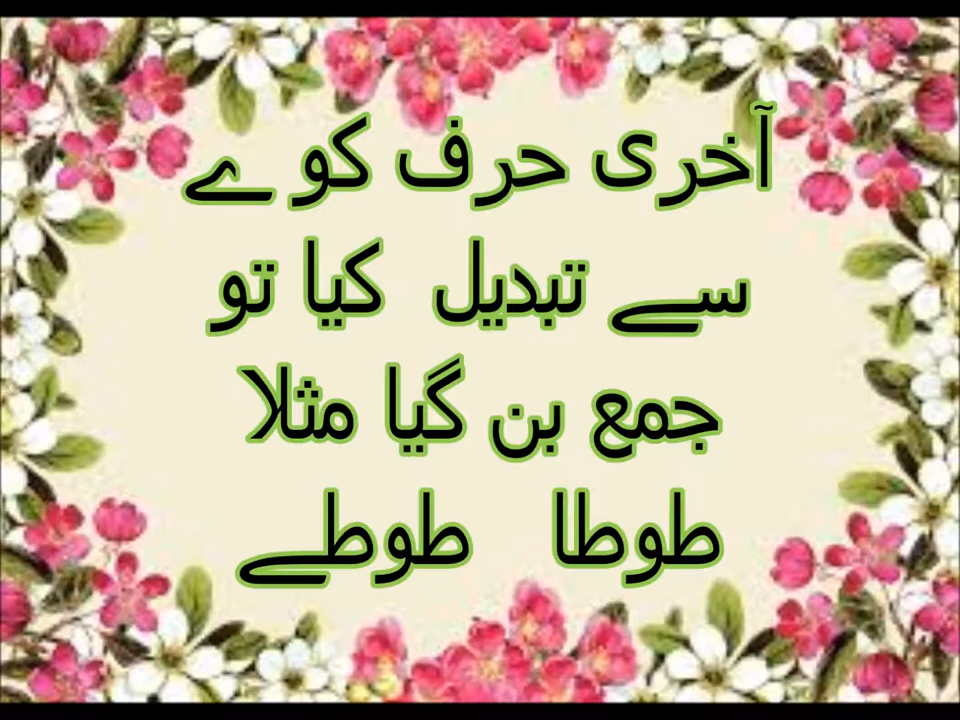 آخری حرف کو ے
سے تبدیل کیا تو
جمع بن گیا مثلا
طوطا طوطے